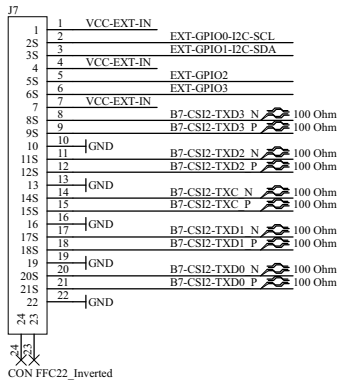 J7
1 1 VCC-EXT-IN
2S 2 EXT-GPIO0-I2C-SCL
3S 3 EXT-GPIO1-I2C-SDA
4 4 VCC-EXT-IN
5S 5 EXT-GPIO2
6S 6 EXT-GPIO3
7 7 VCC-EXT-IN
8S 8 B7-CSI2-TXD3_N 100 Ohm
9S 9 B7-CSI2-TXD3_P 100 Ohm
10 10 GND
11S 11 B7-CSI2-TXD2_N 100 Ohm
12S 12 B7-CSI2-TXD2_P 100 Ohm
13 13 GND
14S 14 B7-CSI2-TXC_N 100 Ohm
15S 15 B7-CSI2-TXC_P 100 Ohm
16 16 GND
17S 17 B7-CSI2-TXD1_N 100 Ohm
18S 18 B7-CSI2-TXD1_P 100 Ohm
19 19 GND
20S 20 B7-CSI2-TXD0_N 100 Ohm
21S 21 B7-CSI2-TXD0_P 100 Ohm
22 22 GND
24 23
24 23
CON FFC22_Inverted